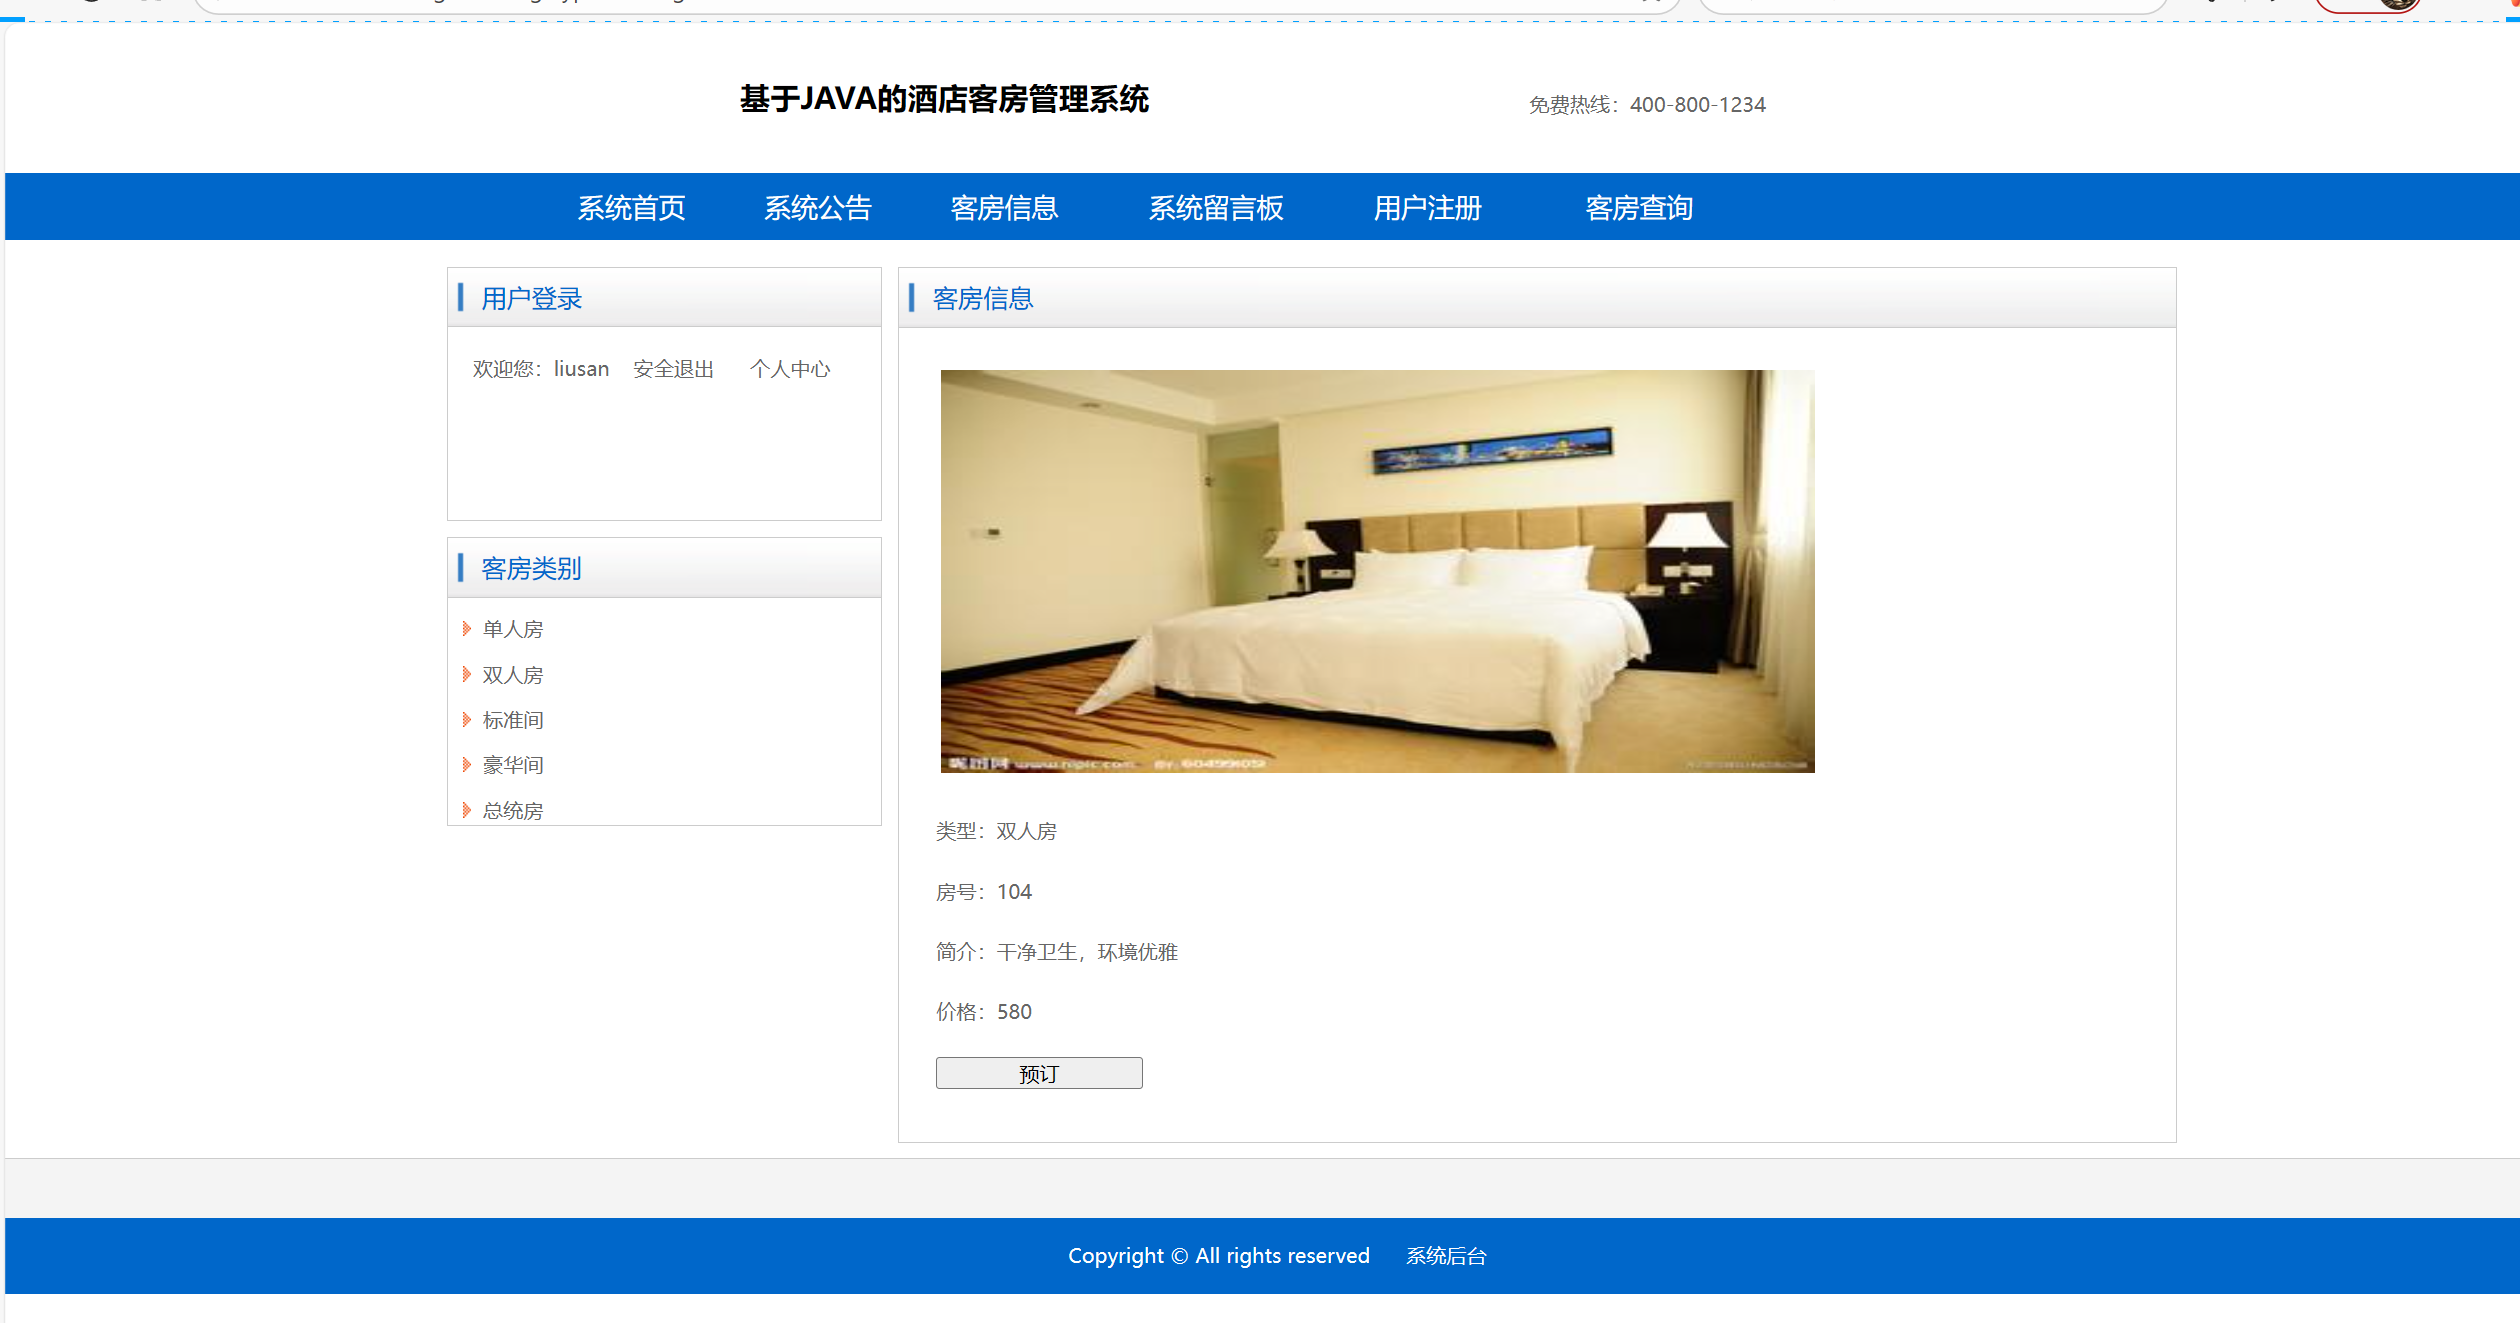 基于JAVA的酒店客房管理系统
免费热线：400-800-1234
系统首页 系统公告 客房信息 系统留言板 用户注册 客房查询
用户登录
欢迎您：liusan 安全退出 个人中心
客房类别
单人房
双人房
标准间
豪华间
总统房
客房信息
昵图网 www.nipic.com
类型：双人房
房号：104
简介：干净卫生，环境优雅
价格：580
预订
Copyright © All rights reserved 系统后台